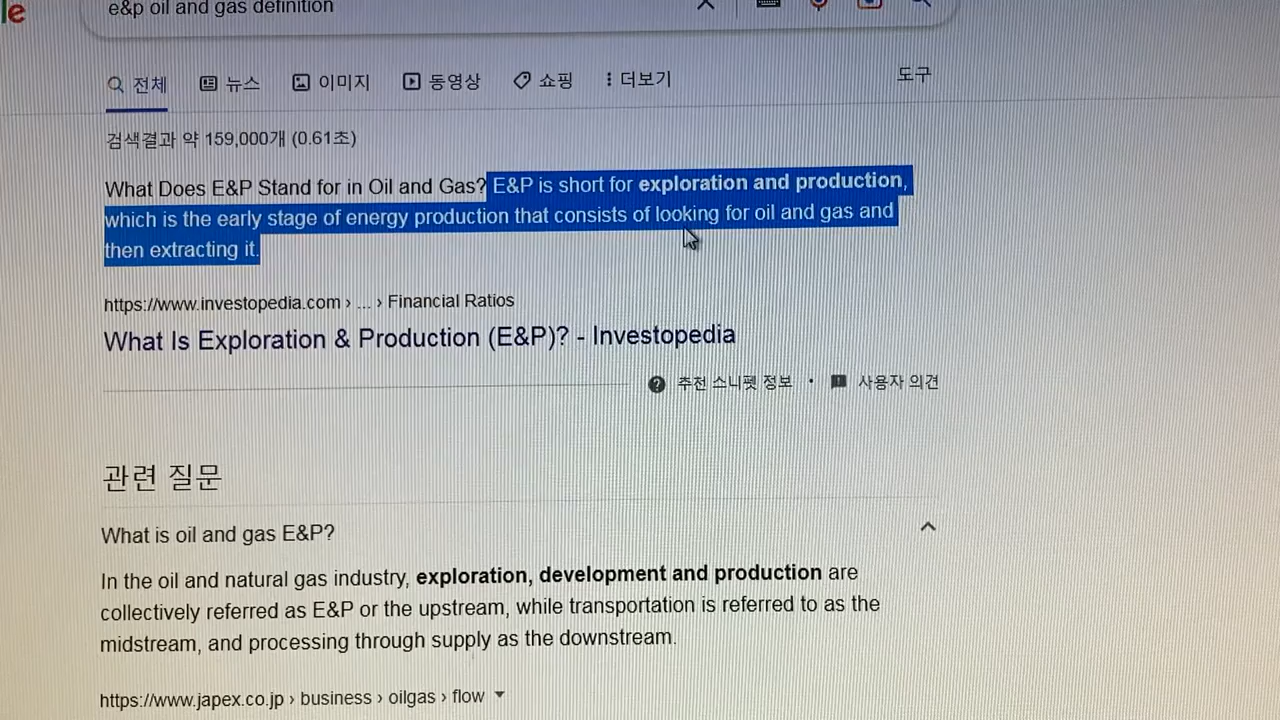 le
e&p oil and gas definition
전체 뉴스 이미지 동영상 쇼핑 더보기 도구
검색결과 약 159,000개 (0.61초)
What Does E&P Stand for in Oil and Gas? E&P is short for exploration and production,
which is the early stage of energy production that consists of looking for oil and gas and
then extracting it.
https://www.investopedia.com › ... › Financial Ratios
What Is Exploration & Production (E&P)? - Investopedia
추천 스니펫 정보 • 사용자 의견
관련 질문
What is oil and gas E&P?
In the oil and natural gas industry, exploration, development and production are
collectively referred as E&P or the upstream, while transportation is referred to as the
midstream, and processing through supply as the downstream.
https://www.japex.co.jp › business › oilgas › flow